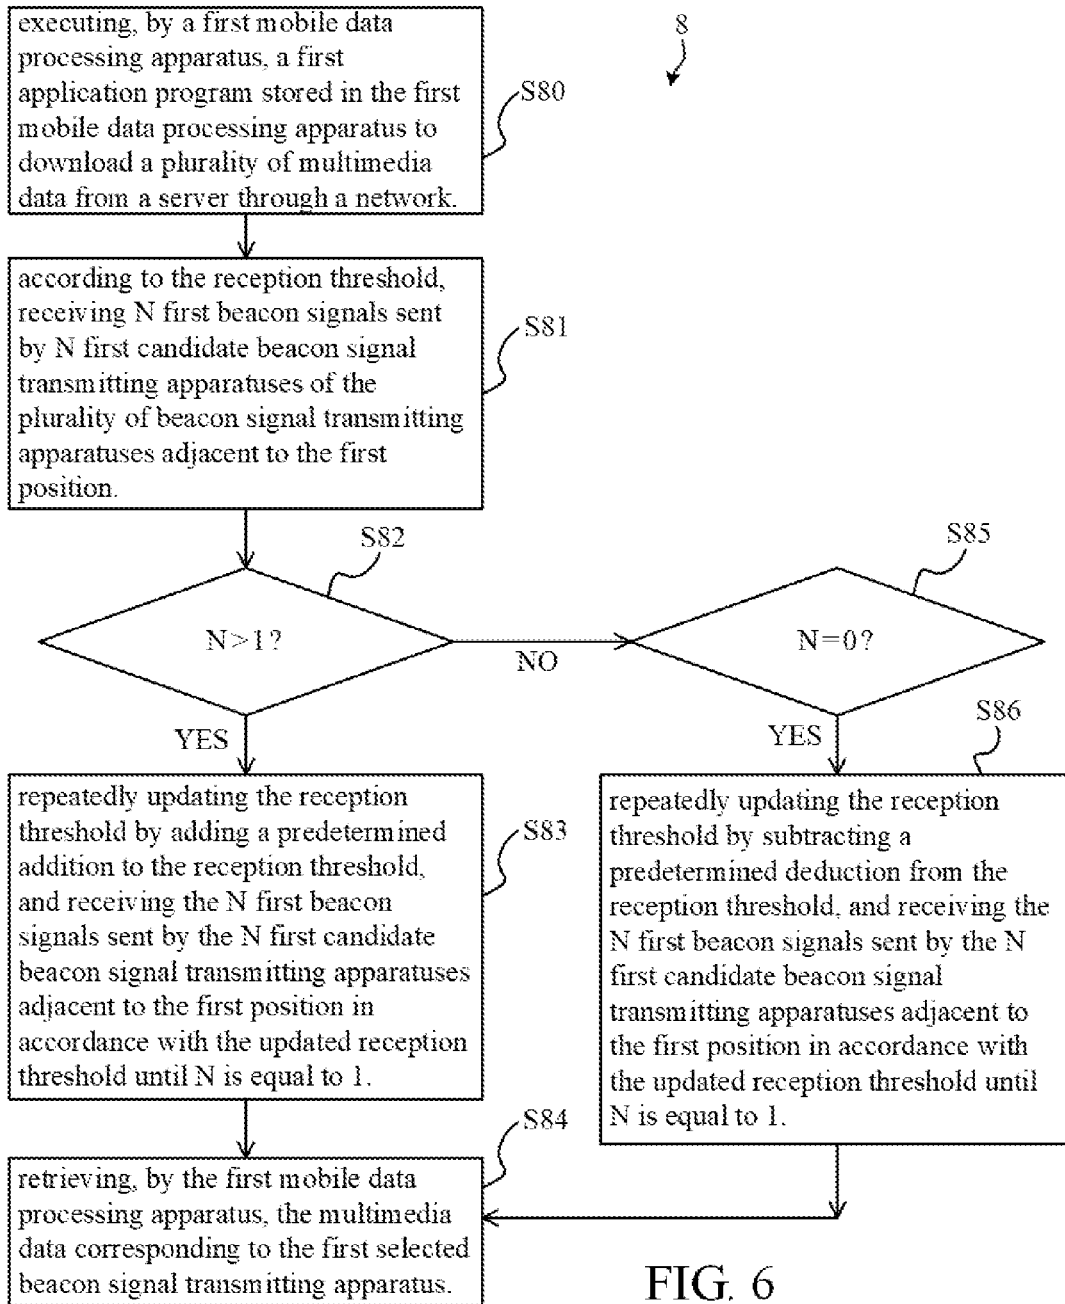 executing, by a first mobile data
processing apparatus, a first
application program stored in the first
mobile data processing apparatus to
download a plurality of multimedia
data from a server through a network.
S80
8
according to the reception threshold,
receiving N first beacon signals sent
by N first candidate beacon signal
transmitting apparatuses of the
plurality of beacon signal transmitting
apparatuses adjacent to the first
position.
S81
S82
N>1?
NO
YES
S85
N=0?
YES
S86
repeatedly updating the reception
threshold by adding a predetermined
addition to the reception threshold,
and receiving the N first beacon
signals sent by the N first candidate
beacon signal transmitting apparatuses
adjacent to the first position in
accordance with the updated reception
threshold until N is equal to 1.
S83
repeatedly updating the reception
threshold by subtracting a
predetermined deduction from the
reception threshold, and receiving the
N first beacon signals sent by the N
first candidate beacon signal
transmitting apparatuses adjacent to
the first position in accordance with
the updated reception threshold until
N is equal to 1.
S84
retrieving, by the first mobile data
processing apparatus, the multimedia
data corresponding to the first selected
beacon signal transmitting apparatus.
FIG. 6